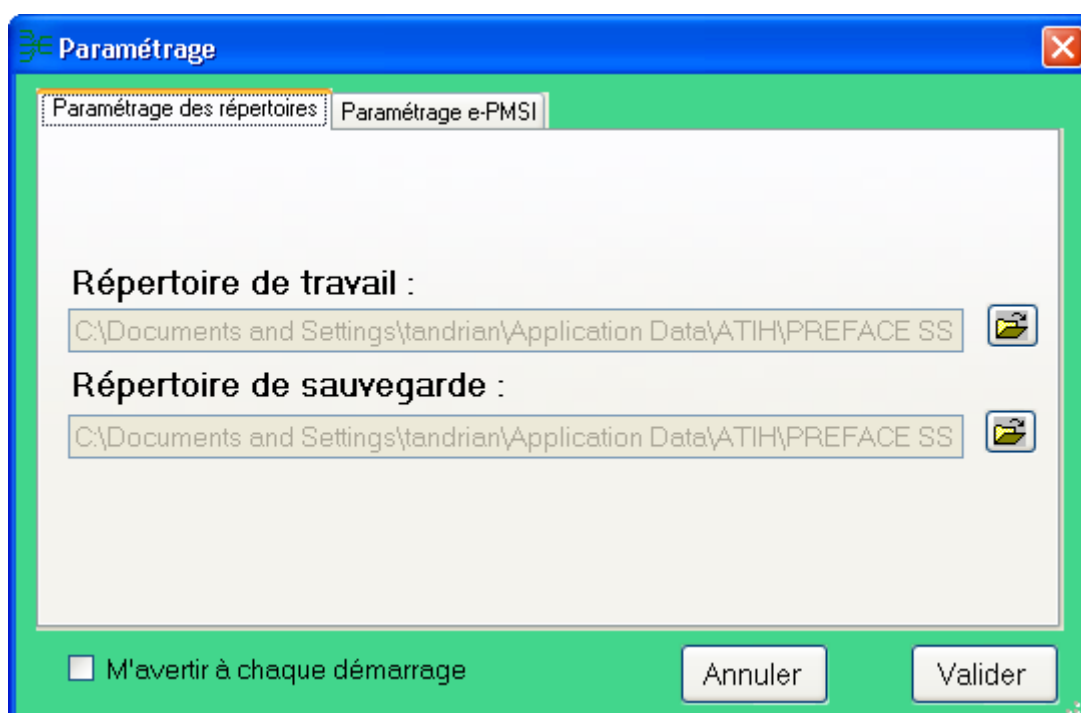 Paramétrage
Paramétrage des répertoires Paramétrage e-PMSI
Répertoire de travail :
C:\Documents and Settings\tandrian\Application Data\ATIH\PREFACE SS
Répertoire de sauvegarde :
C:\Documents and Settings\tandrian\Application Data\ATIH\PREFACE SS
M'avertir à chaque démarrage Annuler Valider